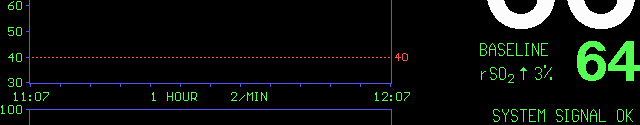 60
50
40 40
30
11:07 1 HOUR 2/MIN 12:07
100
BASELINE 64
rSO₂↑ 3%
SYSTEM SIGNAL OK